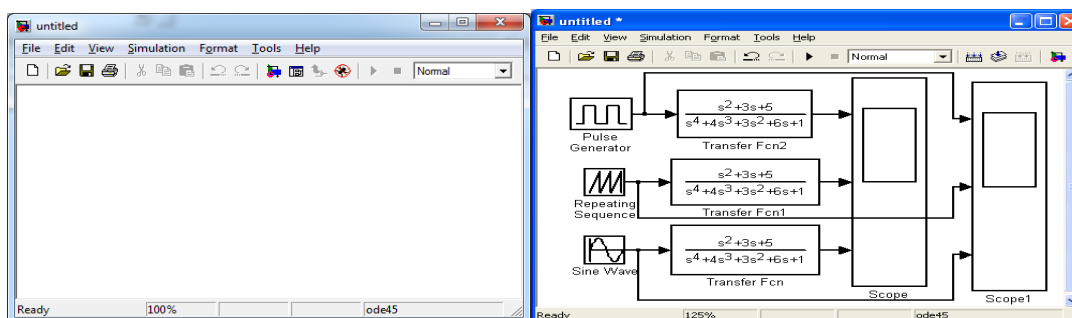 untitled
File Edit View Simulation Format Tools Help
Normal
Ready 100% ode45
untitled *
File Edit View Simulation Format Tools Help
Normal
s²+3s+5
s⁴+4s³+3s²+6s+1
Pulse
Generator
Transfer Fcn2
s²+3s+5
s⁴+4s³+3s²+6s+1
Repeating
Sequence
Transfer Fcn1
s²+3s+5
s⁴+4s³+3s²+6s+1
Sine Wave
Transfer Fcn
Scope
Scope1
Ready 125% ode45